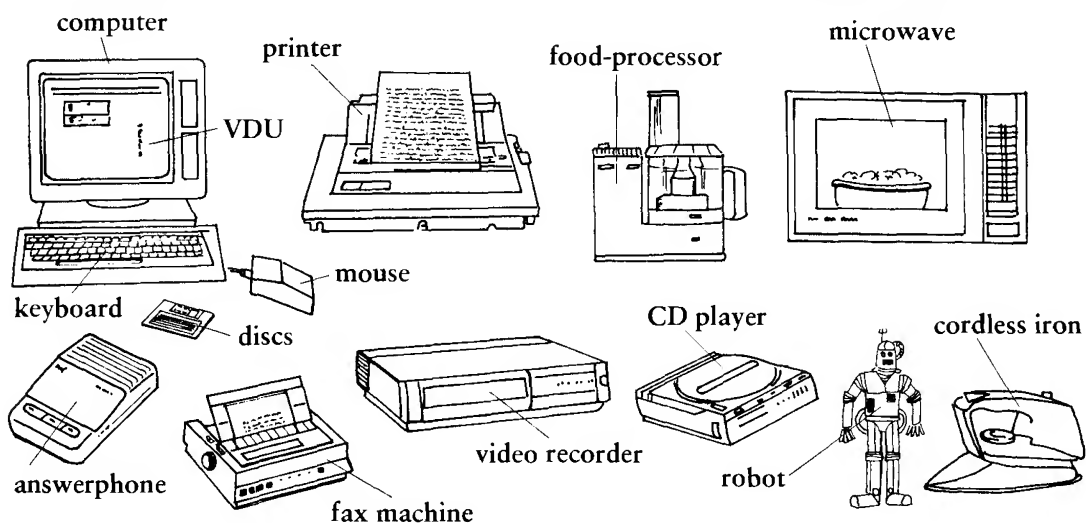 computer
printer
food-processor
microwave
VDU
keyboard
mouse
discs
CD player
cordless iron
answerphone
fax machine
video recorder
robot